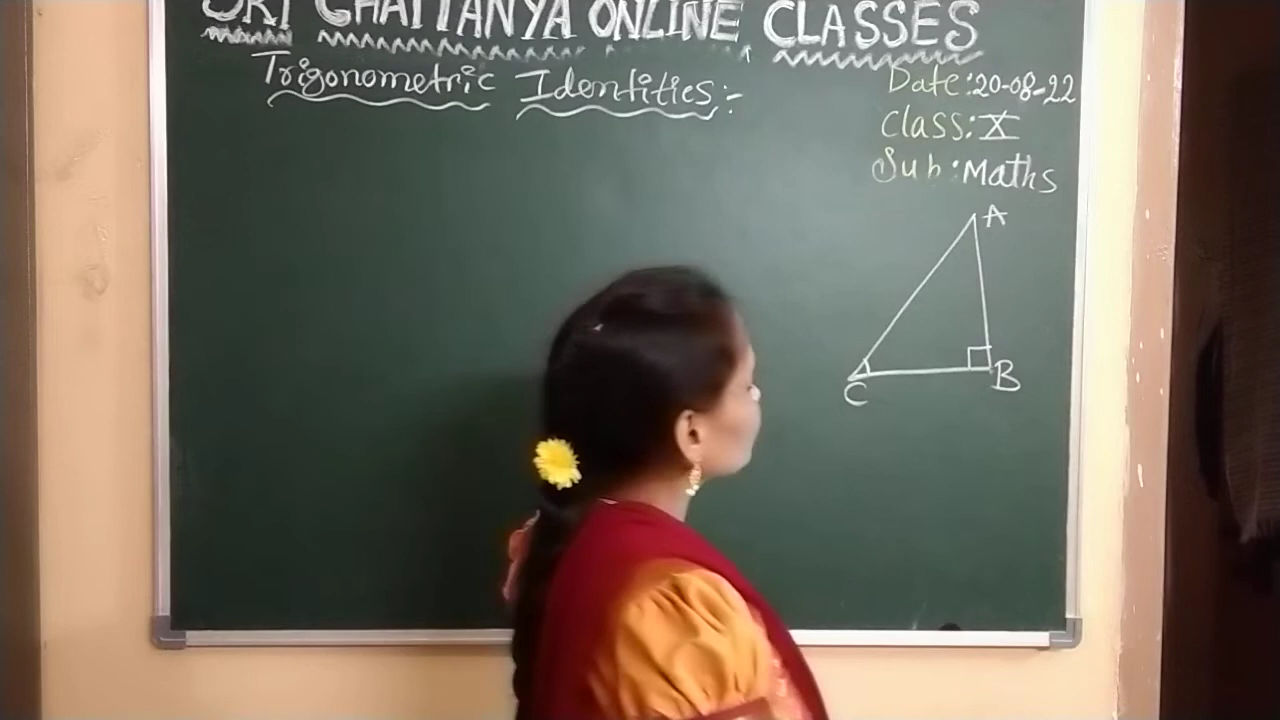 SRI CHAITANYA ONLINE CLASSES
Trigonometric Identities:-
Date:20-08-22
Class:X
Sub:Maths
A
B
C